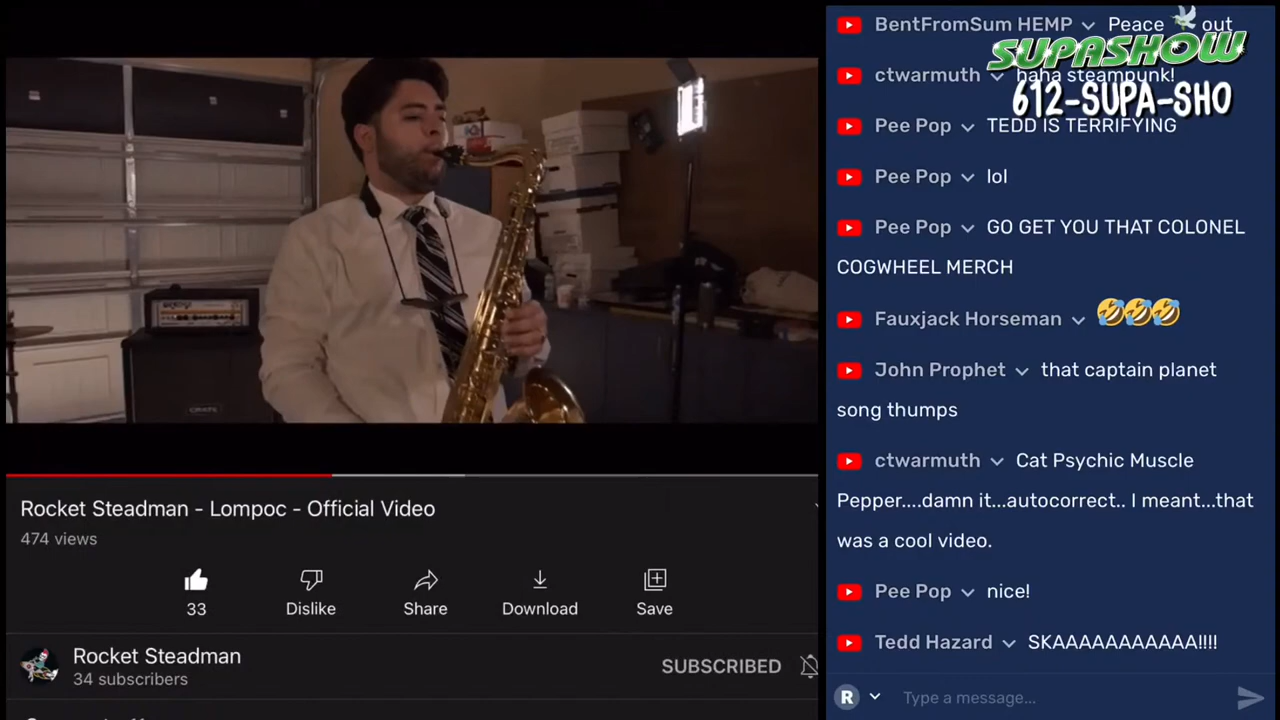 BentFromSum HEMP Peace 🕊 out
SUPASHOW
ctwarmuth haha steampunk!
612-SUPA-SHO
Pee Pop TEDD IS TERRIFYING
Pee Pop lol
Pee Pop GO GET YOU THAT COLONEL
COGWHEEL MERCH
Fauxjack Horseman 🤣🤣🤣
John Prophet that captain planet
song thumps
ctwarmuth Cat Psychic Muscle
Pepper....damn it...autocorrect.. I meant...that
was a cool video.
Pee Pop nice!
Tedd Hazard SKAAAAAAAAAAA!!!!
R Type a message...
CRATE
Rocket Steadman - Lompoc - Official Video
474 views
33 Dislike Share Download Save
Rocket Steadman
34 subscribers
SUBSCRIBED